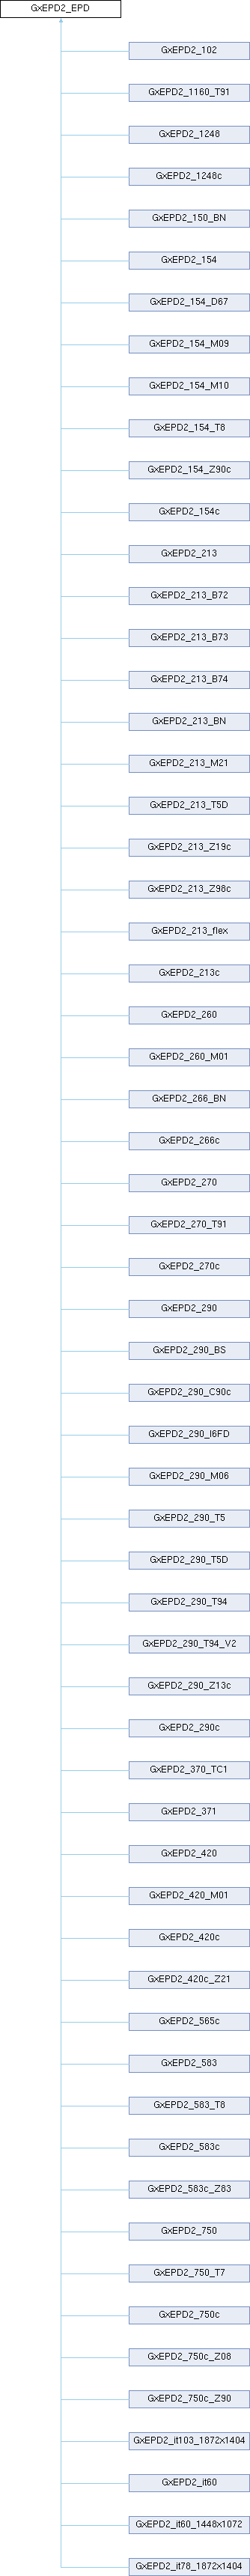 GxEPD2_EPD
GxEPD2_102
GxEPD2_1160_T91
GxEPD2_1248
GxEPD2_1248c
GxEPD2_150_BN
GxEPD2_154
GxEPD2_154_D67
GxEPD2_154_M09
GxEPD2_154_M10
GxEPD2_154_T8
GxEPD2_154_Z90c
GxEPD2_154c
GxEPD2_213
GxEPD2_213_B72
GxEPD2_213_B73
GxEPD2_213_B74
GxEPD2_213_BN
GxEPD2_213_M21
GxEPD2_213_T5D
GxEPD2_213_Z19c
GxEPD2_213_Z98c
GxEPD2_213_flex
GxEPD2_213c
GxEPD2_260
GxEPD2_260_M01
GxEPD2_266_BN
GxEPD2_266c
GxEPD2_270
GxEPD2_270_T91
GxEPD2_270c
GxEPD2_290
GxEPD2_290_BS
GxEPD2_290_C90c
GxEPD2_290_I6FD
GxEPD2_290_M06
GxEPD2_290_T5
GxEPD2_290_T5D
GxEPD2_290_T94
GxEPD2_290_T94_V2
GxEPD2_290_Z13c
GxEPD2_290c
GxEPD2_370_TC1
GxEPD2_371
GxEPD2_420
GxEPD2_420_M01
GxEPD2_420c
GxEPD2_420c_Z21
GxEPD2_565c
GxEPD2_583
GxEPD2_583_T8
GxEPD2_583c
GxEPD2_583c_Z83
GxEPD2_750
GxEPD2_750_T7
GxEPD2_750c
GxEPD2_750c_Z08
GxEPD2_750c_Z90
GxEPD2_it103_1872x1404
GxEPD2_it60
GxEPD2_it60_1448x1072
GxEPD2_it78_1872x1404